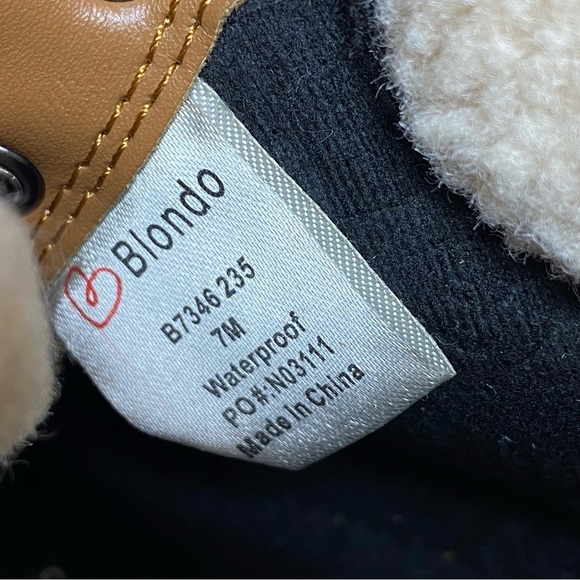 Blondo
B7346 235
7M
Waterproof
PO#:N03111
Made In China